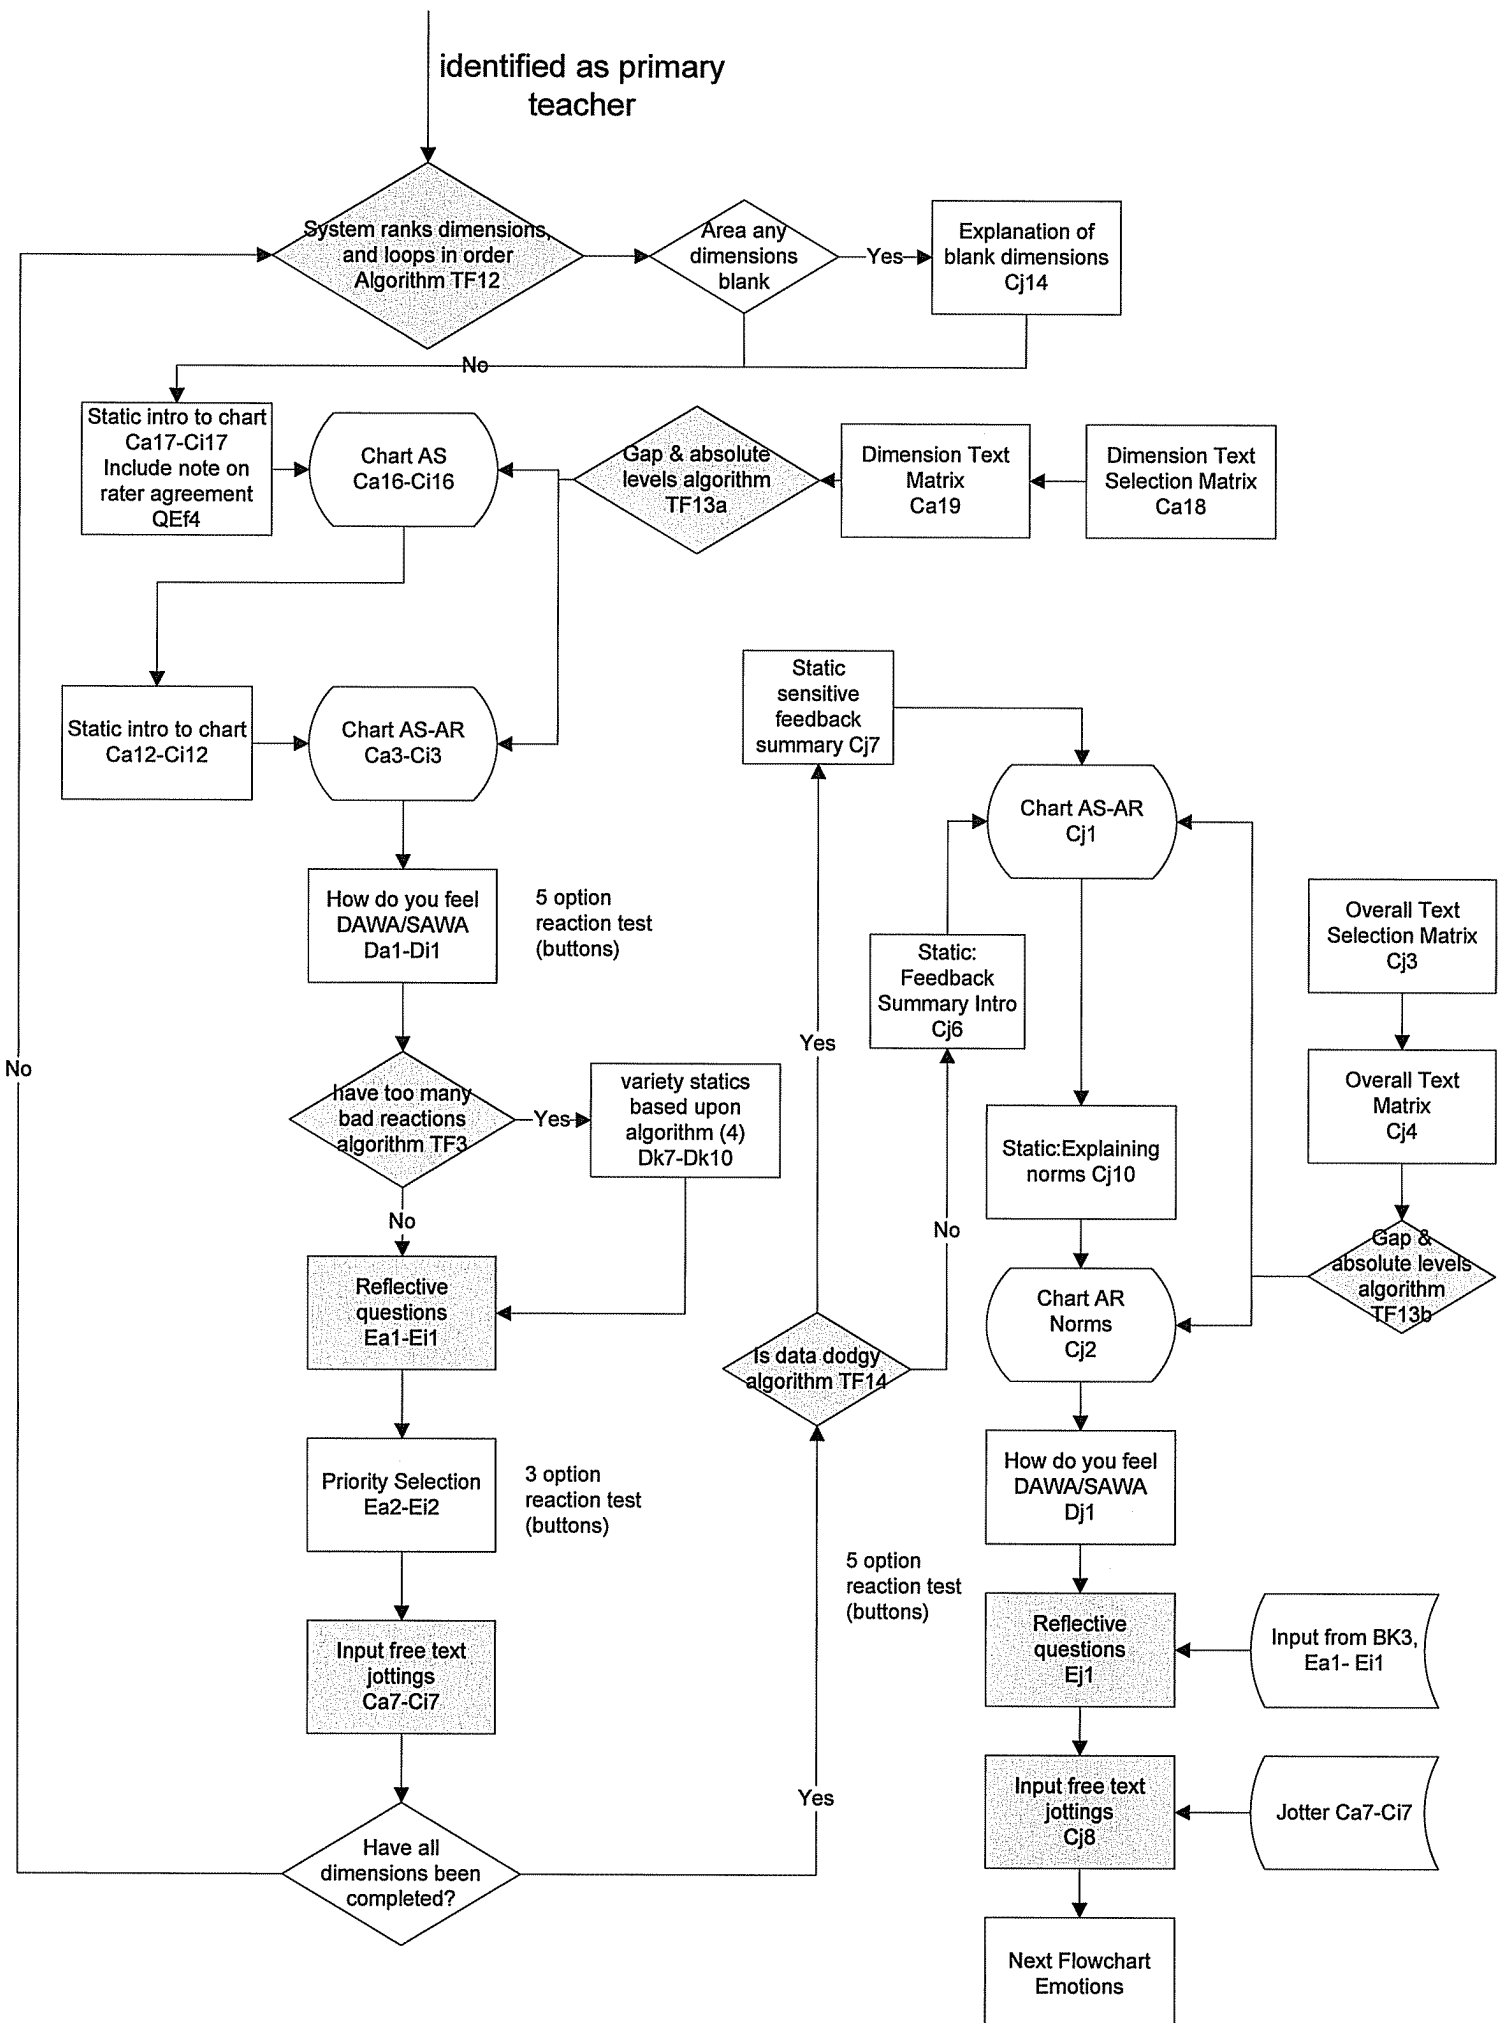 identified as primary
teacher
System ranks dimensions,
and loops in order
Algorithm TF12
Area any
dimensions
blank
Yes
Explanation of
blank dimensions
Cj14
No
Static intro to chart
Ca17-Ci17
Include note on
rater agreement
QEf4
Chart AS
Ca16-Ci16
Gap & absolute
levels algorithm
TF13a
Dimension Text
Matrix
Ca19
Dimension Text
Selection Matrix
Ca18
Static intro to chart
Ca12-Ci12
Chart AS-AR
Ca3-Ci3
How do you feel
DAWA/SAWA
Da1-Di1
5 option
reaction test
(buttons)
have too many
bad reactions
algorithm TF3
Yes
variety statics
based upon
algorithm (4)
Dk7-Dk10
No
No
Reflective
questions
Ea1-Ei1
Priority Selection
Ea2-Ei2
3 option
reaction test
(buttons)
Input free text
jottings
Ca7-Ci7
Have all
dimensions been
completed?
Yes
Is data dodgy
algorithm TF14
Yes
No
Static
sensitive
feedback
summary Cj7
Static:
Feedback
Summary Intro
Cj6
Chart AS-AR
Cj1
Overall Text
Selection Matrix
Cj3
Overall Text
Matrix
Cj4
Gap &
absolute levels
algorithm
TF13b
Static:Explaining
norms Cj10
Chart AR
Norms
Cj2
How do you feel
DAWA/SAWA
Dj1
5 option
reaction test
(buttons)
Reflective
questions
Ej1
Input from BK3,
Ea1- Ei1
Input free text
jottings
Cj8
Jotter Ca7-Ci7
Next Flowchart
Emotions